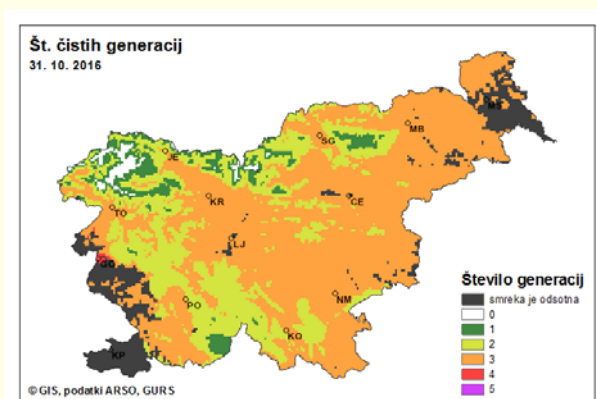 Št. čistih generacij
31. 10. 2016
MS
MB
SG
JE
KR
CE
TO
LJ
GO
NM
PO
KO
KP
Število generacij
smreka je odsotna
0
1
2
3
4
5
©GIS, podatki ARSO, GURS